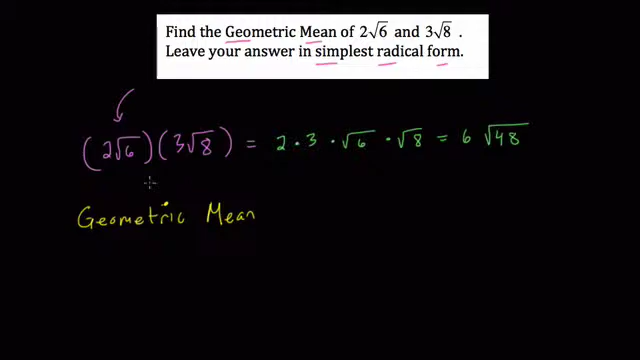 Find the Geometric Mean of 2√6 and 3√8 .
Leave your answer in simplest radical form.
(2√6)(3√8) = 2 · 3 · √6 · √8 = 6 √48
Geometric Mean